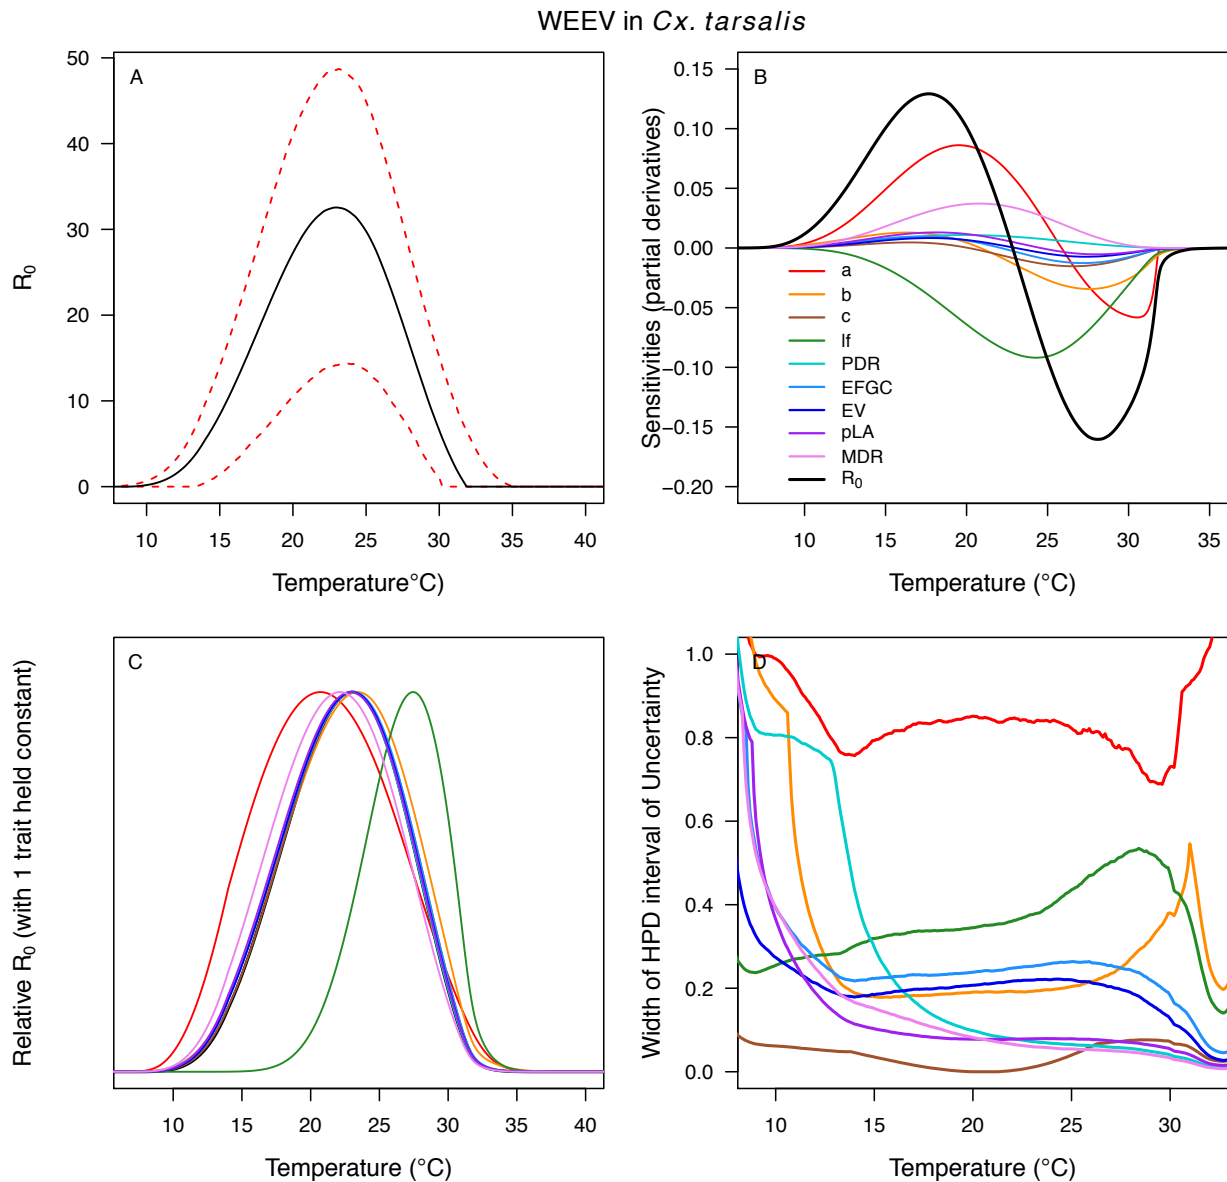 WEEV in Cx. tarsalis
A
R0
50
40
30
20
10
0
10 15 20 25 30 35 40
Temperature°C)
B
Sensitivities (partial derivatives)
0.15
0.10
0.05
0.00
−0.05
−0.10
−0.15
−0.20
a
b
c
lf
PDR
EFGC
EV
pLA
MDR
R0
10 15 20 25 30 35
Temperature (°C)
C
Relative R0 (with 1 trait held constant)
10 15 20 25 30 35 40
Temperature (°C)
D
Width of HPD interval of Uncertainty
1.0
0.8
0.6
0.4
0.2
0.0
10 15 20 25 30
Temperature (°C)